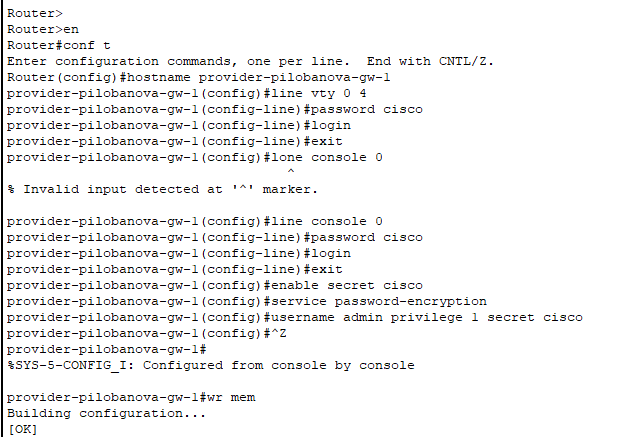 Router>
Router>en
Router#conf t
Enter configuration commands, one per line.  End with CNTL/Z.
Router(config)#hostname provider-pilobanova-gw-1
provider-pilobanova-gw-1(config)#line vty 0 4
provider-pilobanova-gw-1(config-line)#password cisco
provider-pilobanova-gw-1(config-line)#login
provider-pilobanova-gw-1(config-line)#exit
provider-pilobanova-gw-1(config)#lone console 0
                                   ^
% Invalid input detected at '^' marker.

provider-pilobanova-gw-1(config)#line console 0
provider-pilobanova-gw-1(config-line)#password cisco
provider-pilobanova-gw-1(config-line)#login
provider-pilobanova-gw-1(config-line)#exit
provider-pilobanova-gw-1(config)#enable secret cisco
provider-pilobanova-gw-1(config)#service password-encryption
provider-pilobanova-gw-1(config)#username admin privilege 1 secret cisco
provider-pilobanova-gw-1(config)#^Z
provider-pilobanova-gw-1#
%SYS-5-CONFIG_I: Configured from console by console

provider-pilobanova-gw-1#wr mem
Building configuration...
[OK]